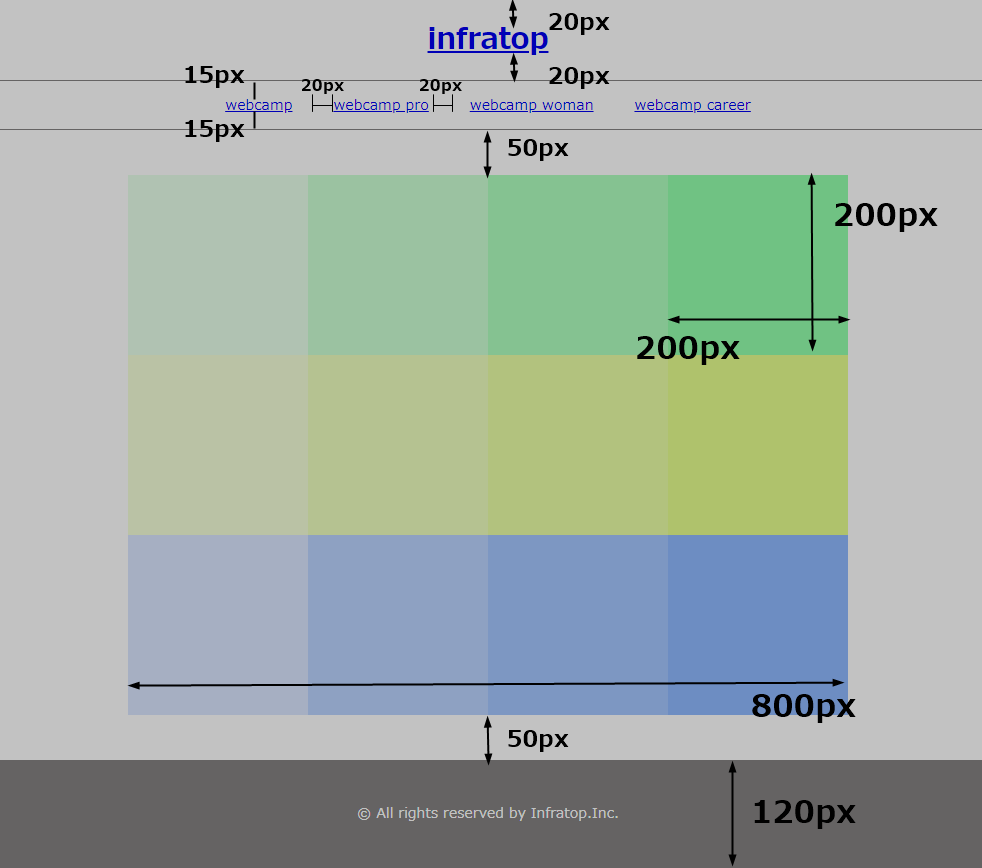 20px
infratop
20px
15px
20px
20px
webcamp
webcamp pro
webcamp woman
webcamp career
15px
50px
200px
200px
800px
50px
120px
© All rights reserved by Infratop.Inc.